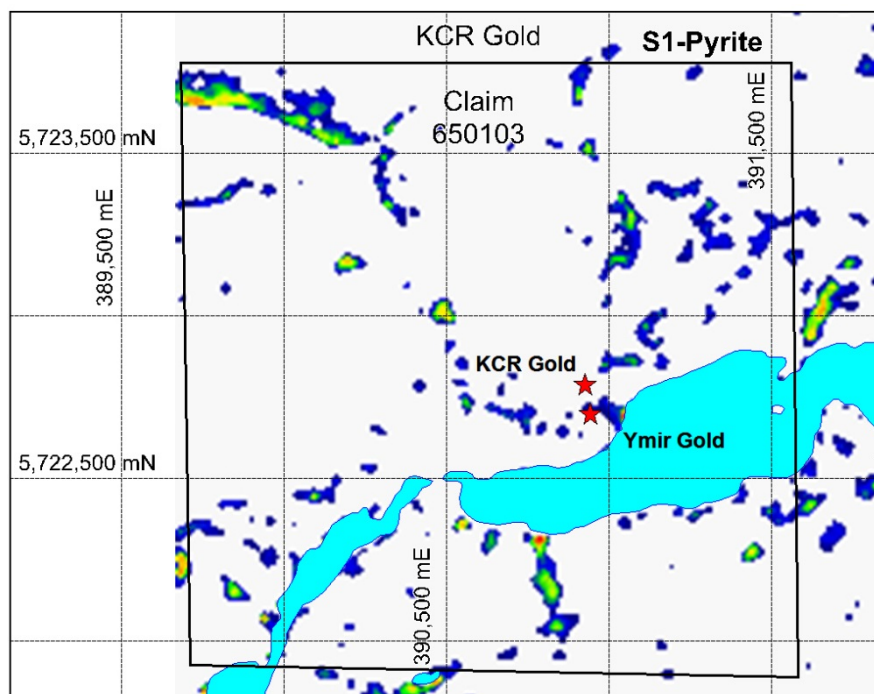 KCR Gold
S1-Pyrite
Claim
650103
391,500 mE
5,723,500 mN
389,500 mE
KCR Gold
Ymir Gold
5,722,500 mN
390,500 mE